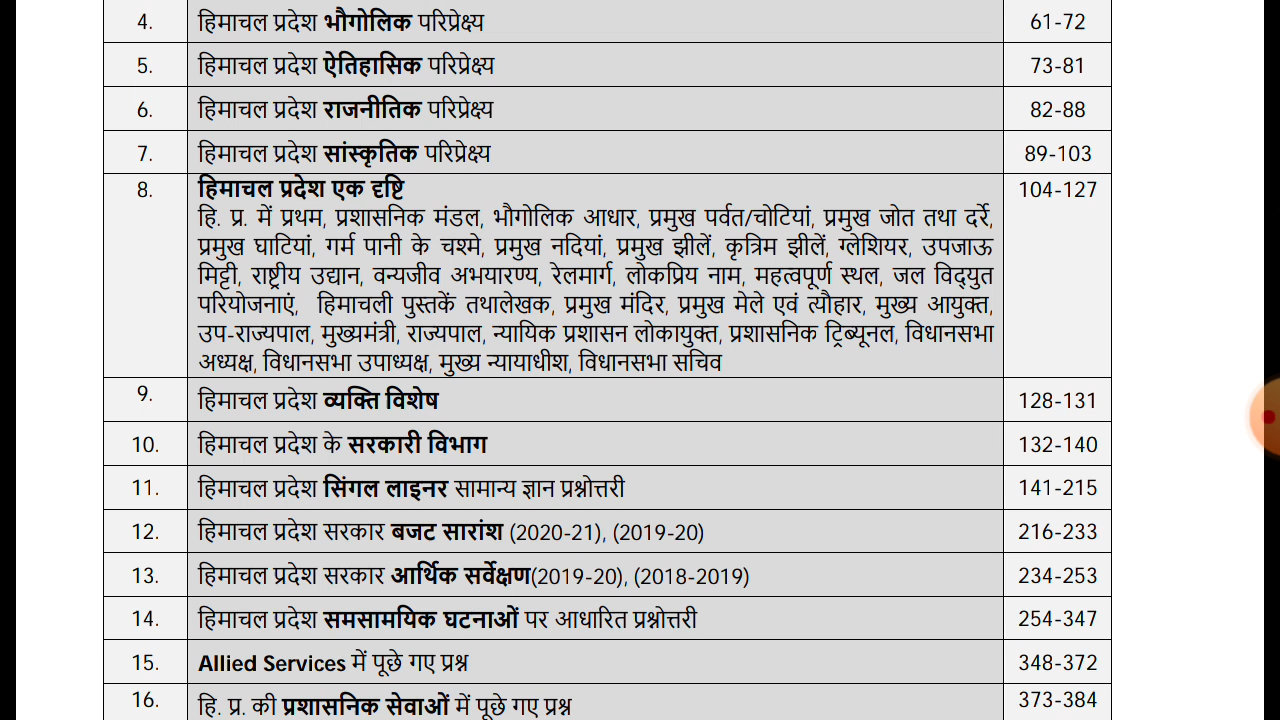 4. हिमाचल प्रदेश भौगोलिक परिप्रेक्ष्य 61-72
5. हिमाचल प्रदेश ऐतिहासिक परिप्रेक्ष्य 73-81
6. हिमाचल प्रदेश राजनीतिक परिप्रेक्ष्य 82-88
7. हिमाचल प्रदेश सांस्कृतिक परिप्रेक्ष्य 89-103
8. हिमाचल प्रदेश एक दृष्टि 104-127
हि. प्र. में प्रथम, प्रशासनिक मंडल, भौगोलिक आधार, प्रमुख पर्वत/चोटियां, प्रमुख जोत तथा दर्रे,
प्रमुख घाटियां, गर्म पानी के चश्मे, प्रमुख नदियां, प्रमुख झीलें, कृत्रिम झीलें, ग्लेशियर, उपजाऊ
मिट्टी, राष्ट्रीय उद्यान, वन्यजीव अभयारण्य, रेलमार्ग, लोकप्रिय नाम, महत्वपूर्ण स्थल, जल विद्युत
परियोजनाएं, हिमाचली पुस्तकें तथालेखक, प्रमुख मंदिर, प्रमुख मेले एवं त्यौहार, मुख्य आयुक्त,
उप-राज्यपाल, मुख्यमंत्री, राज्यपाल, न्यायिक प्रशासन लोकायुक्त, प्रशासनिक ट्रिब्यूनल, विधानसभा
अध्यक्ष, विधानसभा उपाध्यक्ष, मुख्य न्यायाधीश, विधानसभा सचिव
9. हिमाचल प्रदेश व्यक्ति विशेष 128-131
10. हिमाचल प्रदेश के सरकारी विभाग 132-140
11. हिमाचल प्रदेश सिंगल लाइनर सामान्य ज्ञान प्रश्नोत्तरी 141-215
12. हिमाचल प्रदेश सरकार बजट सारांश (2020-21), (2019-20) 216-233
13. हिमाचल प्रदेश सरकार आर्थिक सर्वेक्षण(2019-20), (2018-2019) 234-253
14. हिमाचल प्रदेश समसामयिक घटनाओं पर आधारित प्रश्नोत्तरी 254-347
15. Allied Services में पूछे गए प्रश्न 348-372
16. हि. प्र. की प्रशासनिक सेवाओं में पूछे गए प्रश्न 373-384